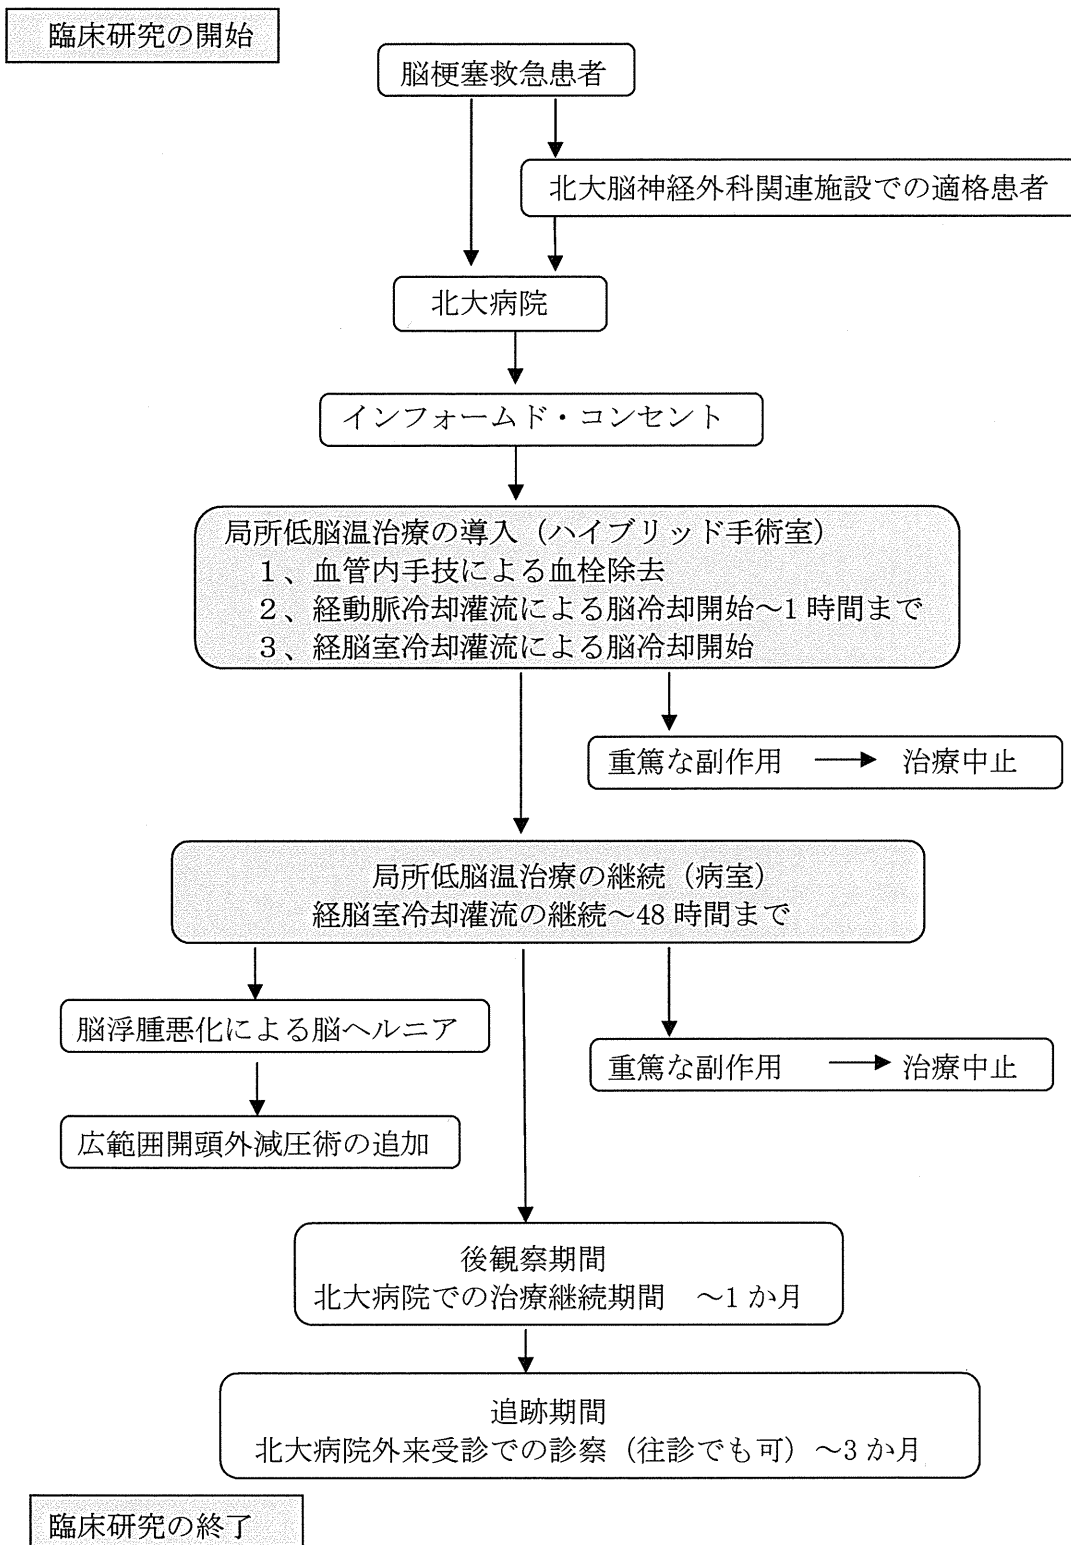 臨床研究の開始
脳梗塞救急患者
北大脳神経外科関連施設での適格患者
北大病院
インフォームド・コンセント
局所低脳温治療の導入（ハイブリッド手術室）
１、血管内手技による血栓除去
２、経動脈冷却灌流による脳冷却開始～1 時間まで
３、経脳室冷却灌流による脳冷却開始
重篤な副作用 → 治療中止
局所低脳温治療の継続（病室）
経脳室冷却灌流の継続～48 時間まで
脳浮腫悪化による脳ヘルニア
重篤な副作用 → 治療中止
広範囲開頭外減圧術の追加
後観察期間
北大病院での治療継続期間　～1 か月
追跡期間
北大病院外来受診での診察（往診でも可）～3 か月
臨床研究の終了